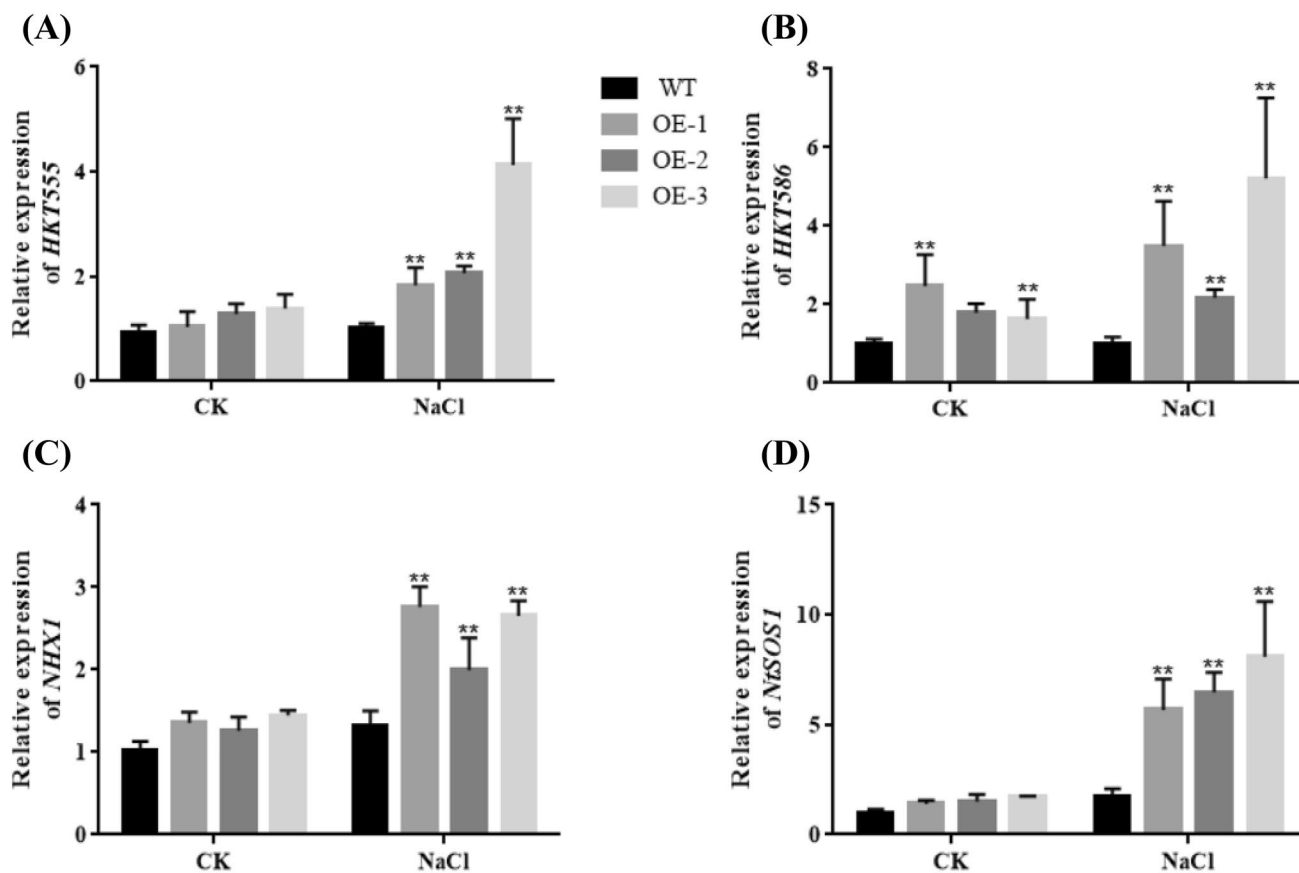 (A)
Relative expression
of HKT555
6
4
2
0
**
**
**
CK
NaCl
WT
OE-1
OE-2
OE-3
(B)
Relative expression
of HKT586
8
6
4
2
0
**
**
**
**
**
CK
NaCl
(C)
Relative expression
of NHX1
4
3
2
1
0
**
**
**
CK
NaCl
(D)
Relative expression
of NtSOS1
15
10
5
0
**
**
**
CK
NaCl